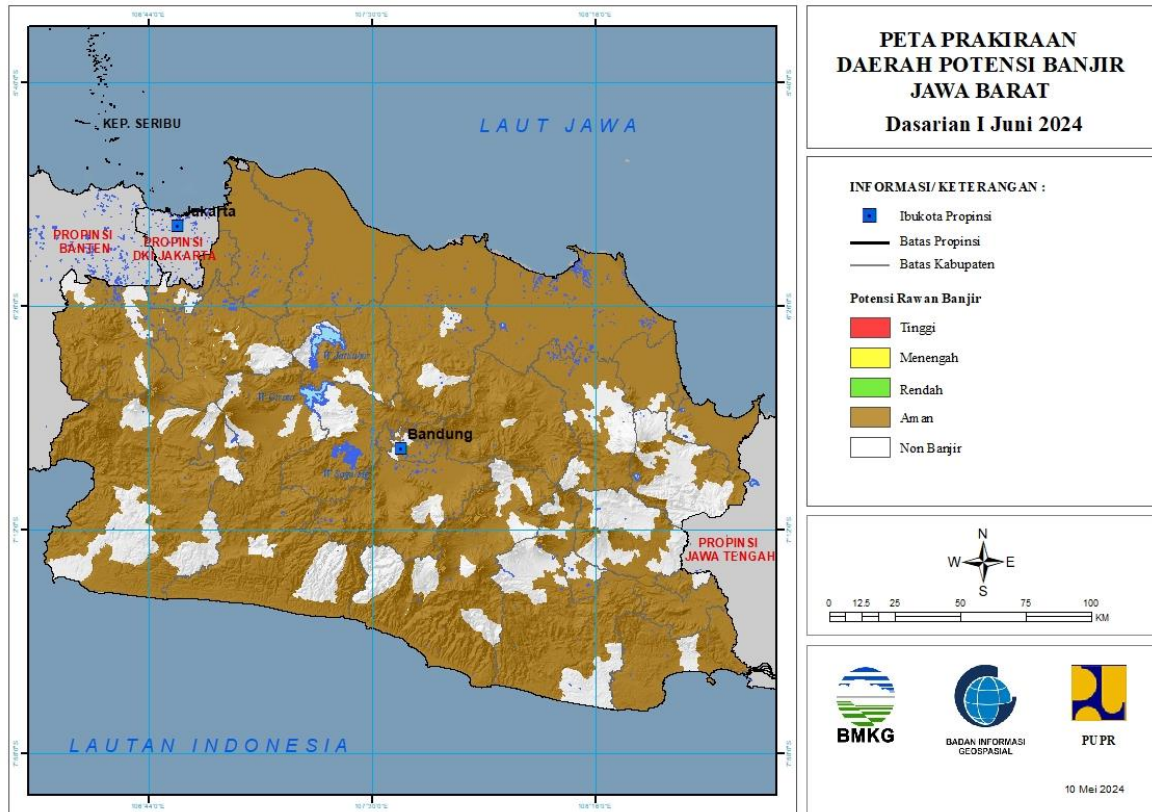 PETA PRAKIRAAN
DAERAH POTENSI BANJIR
JAWA BARAT
Dasarian I Juni 2024
INFORMASI/ KETERANGAN :
Ibukota Propinsi
Batas Propinsi
Batas Kabupaten
Potensi Rawan Banjir
Tinggi
Menengah
Rendah
Aman
Non Banjir
N
W E
S
0 12.5 25 50 75 100
KM
BMKG
BADAN INFORMASI
GEOSPASIAL
PUPR
10 Mei 2024
KEP. SERIBU
LAUT JAWA
Jakarta
PROPINSI
BANTEN
PROPINSI
DKI JAKARTA
Bandung
PROPINSI
JAWA TENGAH
LAUTAN INDONESIA